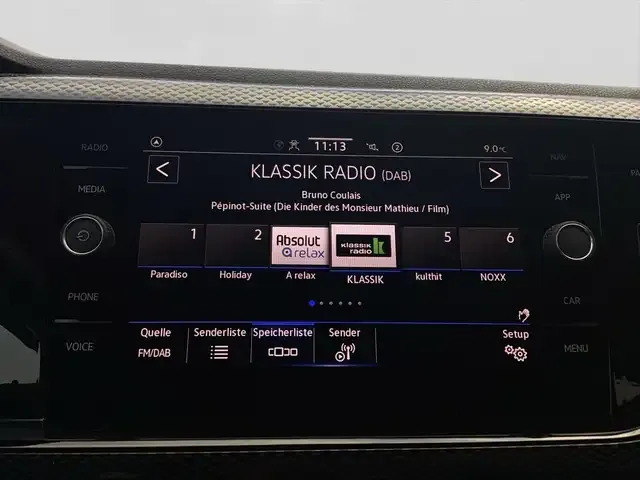 RADIO
MEDIA
PHONE
VOICE
11:13
2
9.0°C
KLASSIK RADIO (DAB)
Bruno Coulais
Pépinot-Suite (Die Kinder des Monsieur Mathieu / Film)
1
2
Absolut relax
klassik radio
5
6
Paradiso
Holiday
A relax
KLASSIK
kulthit
NOXX
Quelle
Senderliste
Speicherliste
Sender
Setup
FM/DAB
NAV
APP
CAR
MENU
PA